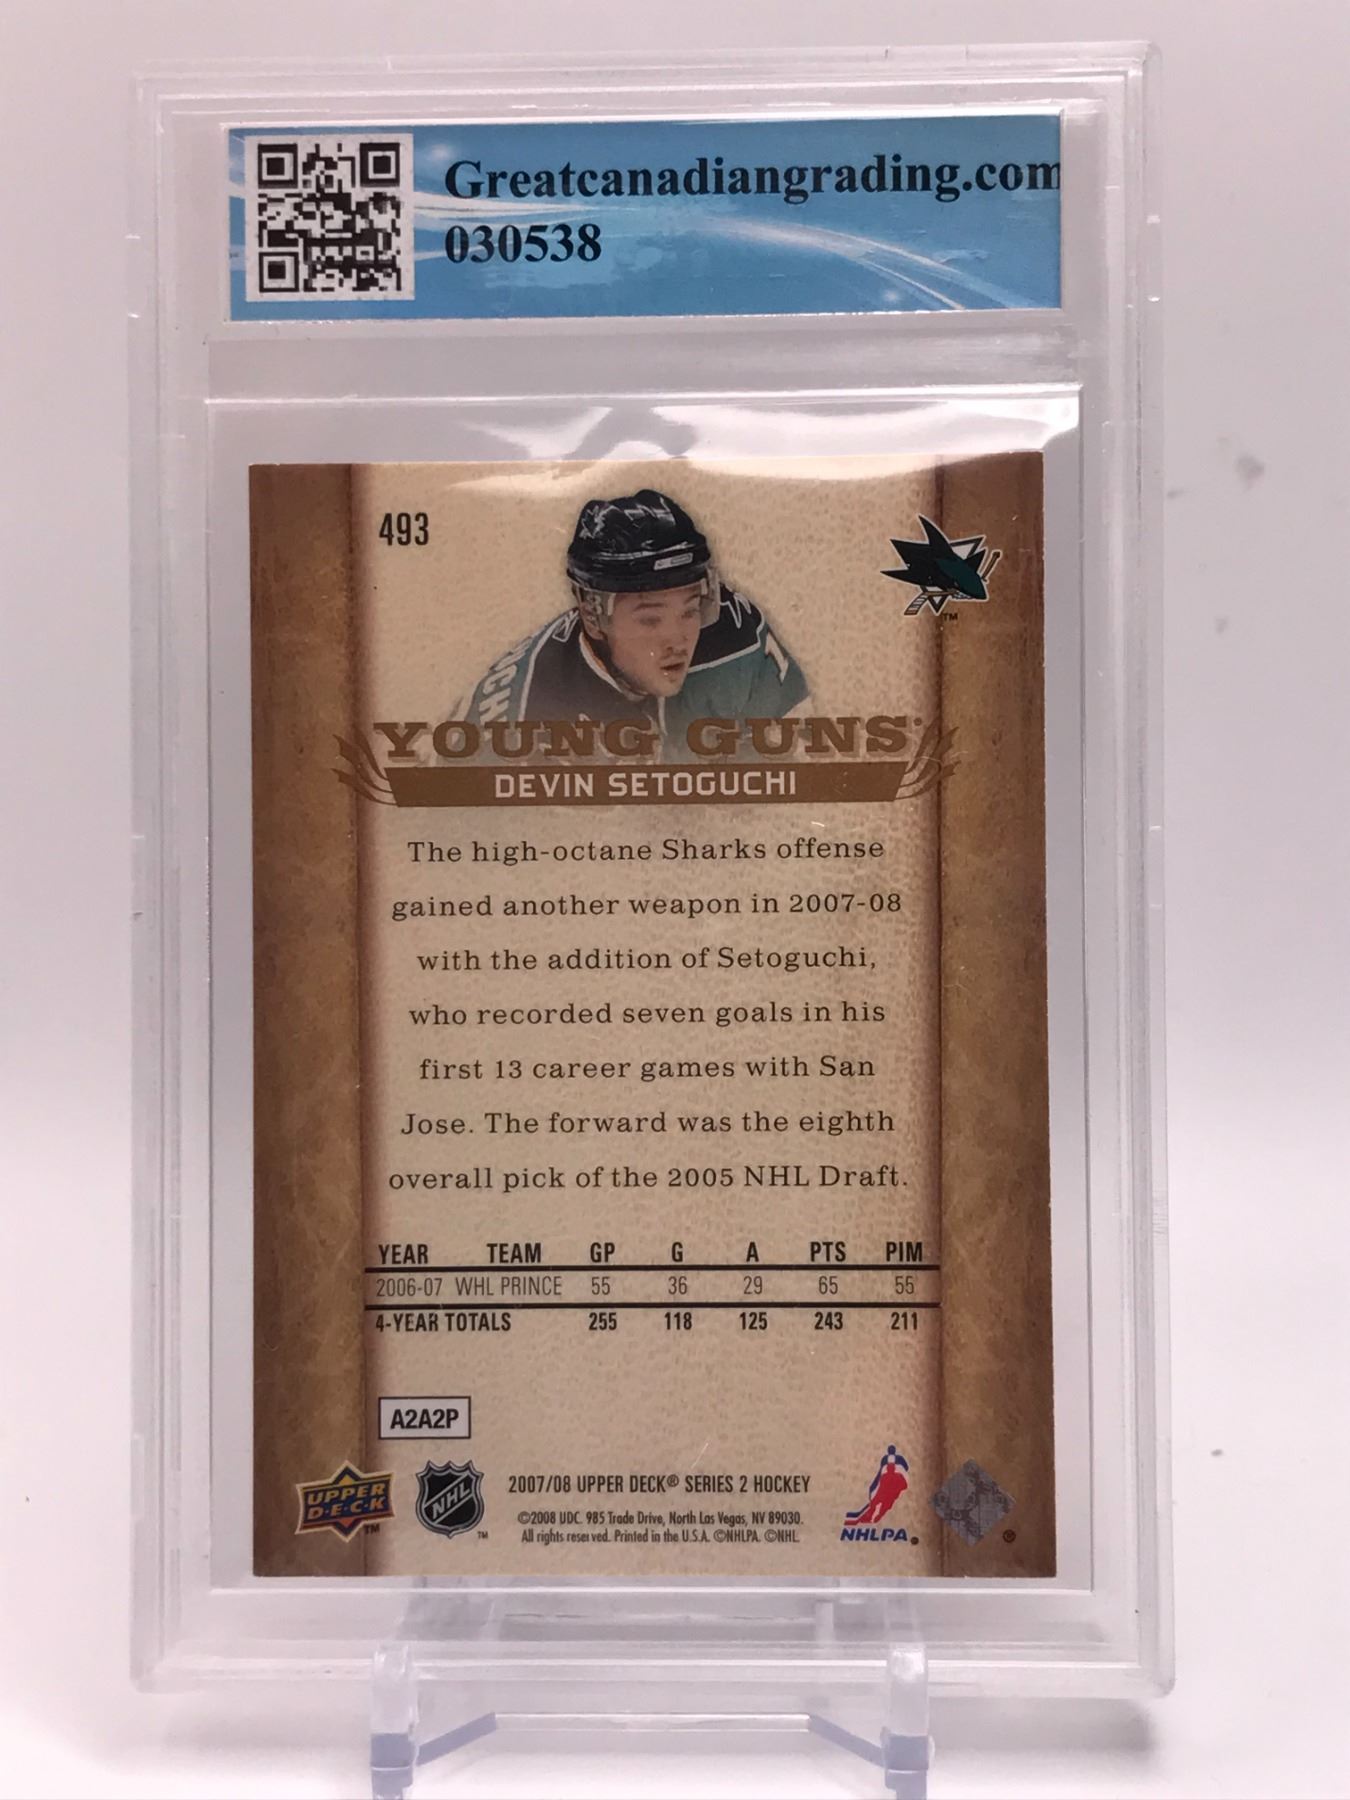 Greatcanadiangrading.com
030538
493
TM
YOUNG GUNS
DEVIN SETOGUCHI
The high-octane Sharks offense
gained another weapon in 2007-08
with the addition of Setoguchi,
who recorded seven goals in his
first 13 career games with San
Jose. The forward was the eighth
overall pick of the 2005 NHL Draft.
YEAR TEAM GP G A PTS PIM
2006-07 WHL PRINCE 55 36 29 65 55
4-YEAR TOTALS 255 118 125 243 211
A2A2P
UPPER
D·E·C·K
TM
NHL
TM
2007/08 UPPER DECK® SERIES 2 HOCKEY
©2008 UDC. 985 Trade Drive, North Las Vegas, NV 89030.
All rights reserved. Printed in the U.S.A. ©NHLPA. ©NHL
NHLPA®
®